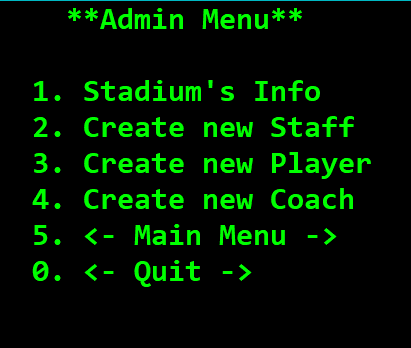 **Admin Menu**
1. Stadium's Info
2. Create new Staff
3. Create new Player
4. Create new Coach
5. <- Main Menu ->
0. <- Quit ->